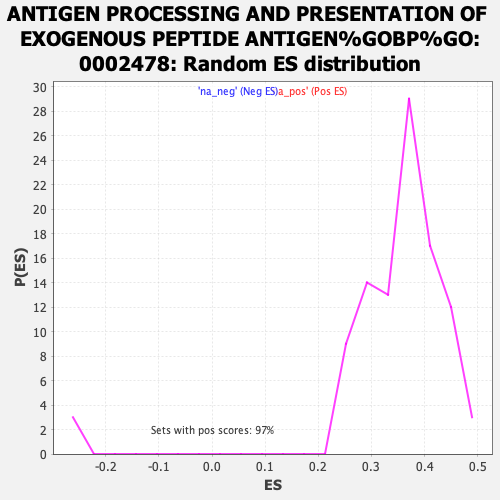 ANTIGEN PROCESSING AND PRESENTATION OF
EXOGENOUS PEPTIDE ANTIGEN%GOBP%GO:
0002478: Random ES distribution
'na_neg' (Neg ES)a_pos' (Pos ES)
P(ES)
30
28
26
24
22
20
18
16
14
12
10
8
6
4
2
0
Sets with pos scores: 97%
-0.2 -0.1 0.0 0.1 0.2 0.3 0.4 0.5
ES